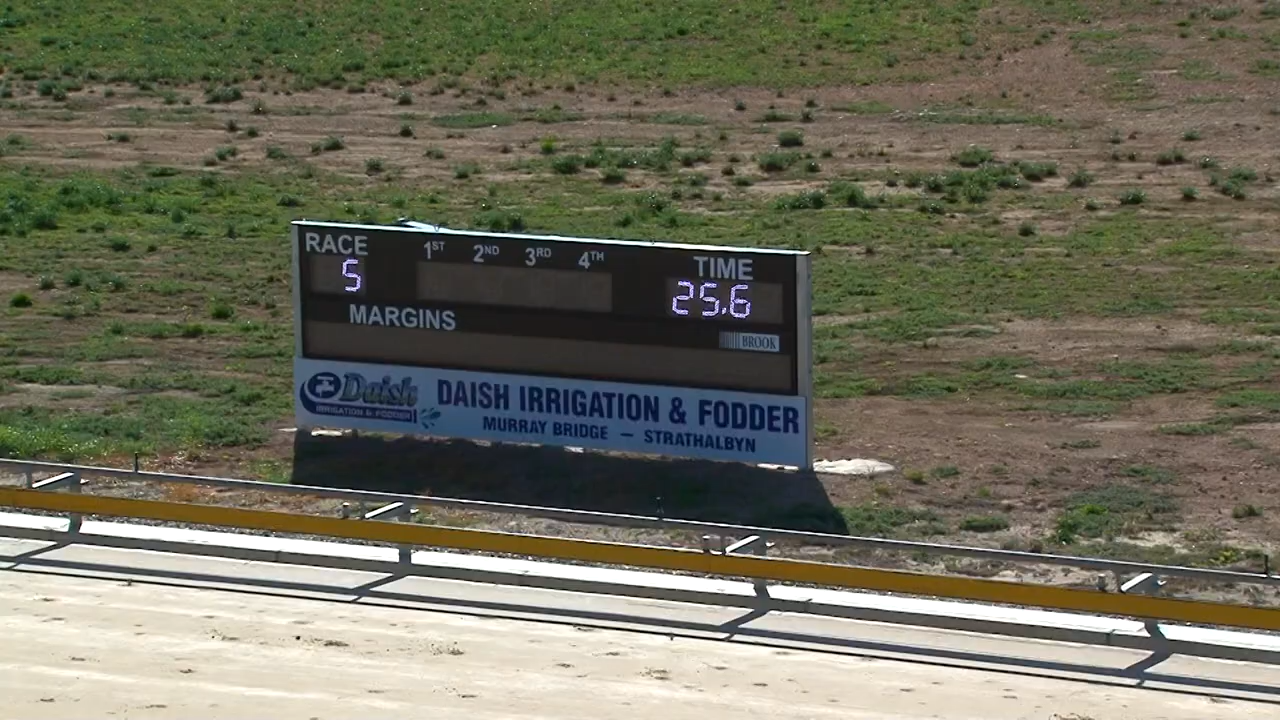 RACE 1ST 2ND 3RD 4TH TIME
5 25.6
MARGINS
BROOK
Daish
IRRIGATION & FODDER
DAISH IRRIGATION & FODDER
MURRAY BRIDGE — STRATHALBYN